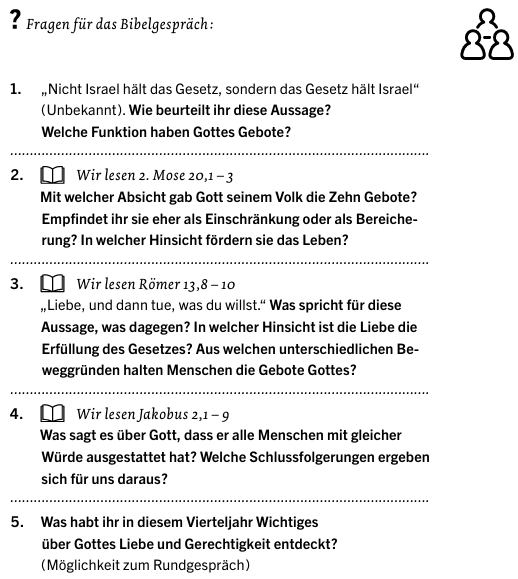 ? Fragen für das Bibelgespräch:
1. „Nicht Israel hält das Gesetz, sondern das Gesetz hält Israel“
(Unbekannt). Wie beurteilt ihr diese Aussage?
Welche Funktion haben Gottes Gebote?
2. Wir lesen 2. Mose 20,1 – 3
Mit welcher Absicht gab Gott seinem Volk die Zehn Gebote?
Empfindet ihr sie eher als Einschränkung oder als Bereiche-
rung? In welcher Hinsicht fördern sie das Leben?
3. Wir lesen Römer 13,8 – 10
„Liebe, und dann tue, was du willst.“ Was spricht für diese
Aussage, was dagegen? In welcher Hinsicht ist die Liebe die
Erfüllung des Gesetzes? Aus welchen unterschiedlichen Be-
weggründen halten Menschen die Gebote Gottes?
4. Wir lesen Jakobus 2,1 – 9
Was sagt es über Gott, dass er alle Menschen mit gleicher
Würde ausgestattet hat? Welche Schlussfolgerungen ergeben
sich für uns daraus?
5. Was habt ihr in diesem Vierteljahr Wichtiges
über Gottes Liebe und Gerechtigkeit entdeckt?
(Möglichkeit zum Rundgespräch)